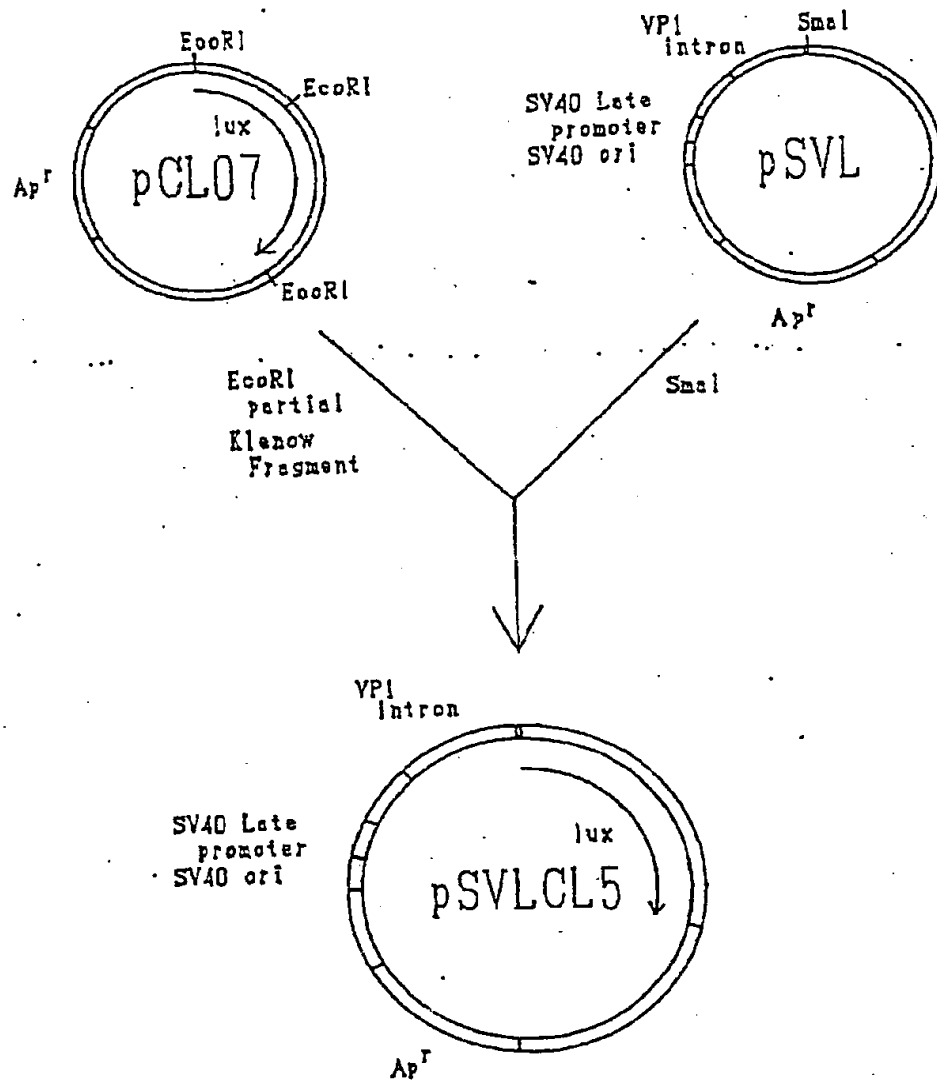 EcoRI
EcoRI
lux
pCL07
Ap^r
EcoRI
VP1
intron
SmaI
SV40 Late
promoter
SV40 ori
pSVL
Ap^r
EcoRI
partial
Klenow
Fragment
SmaI
VP1
Intron
SV40 Late
promoter
SV40 ori
lux
pSVLCL5
Ap^r